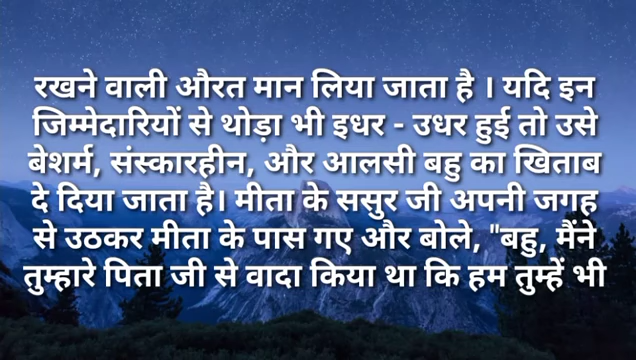 रखने वाली औरत मान लिया जाता है । यदि इन
जिम्मेदारियों से थोड़ा भी इधर - उधर हुई तो उसे
बेशर्म, संस्कारहीन, और आलसी बहु का खिताब
दे दिया जाता है। मीता के ससुर जी अपनी जगह
से उठकर मीता के पास गए और बोले, "बहु, मैंने
तुम्हारे पिता जी से वादा किया था कि हम तुम्हें भी